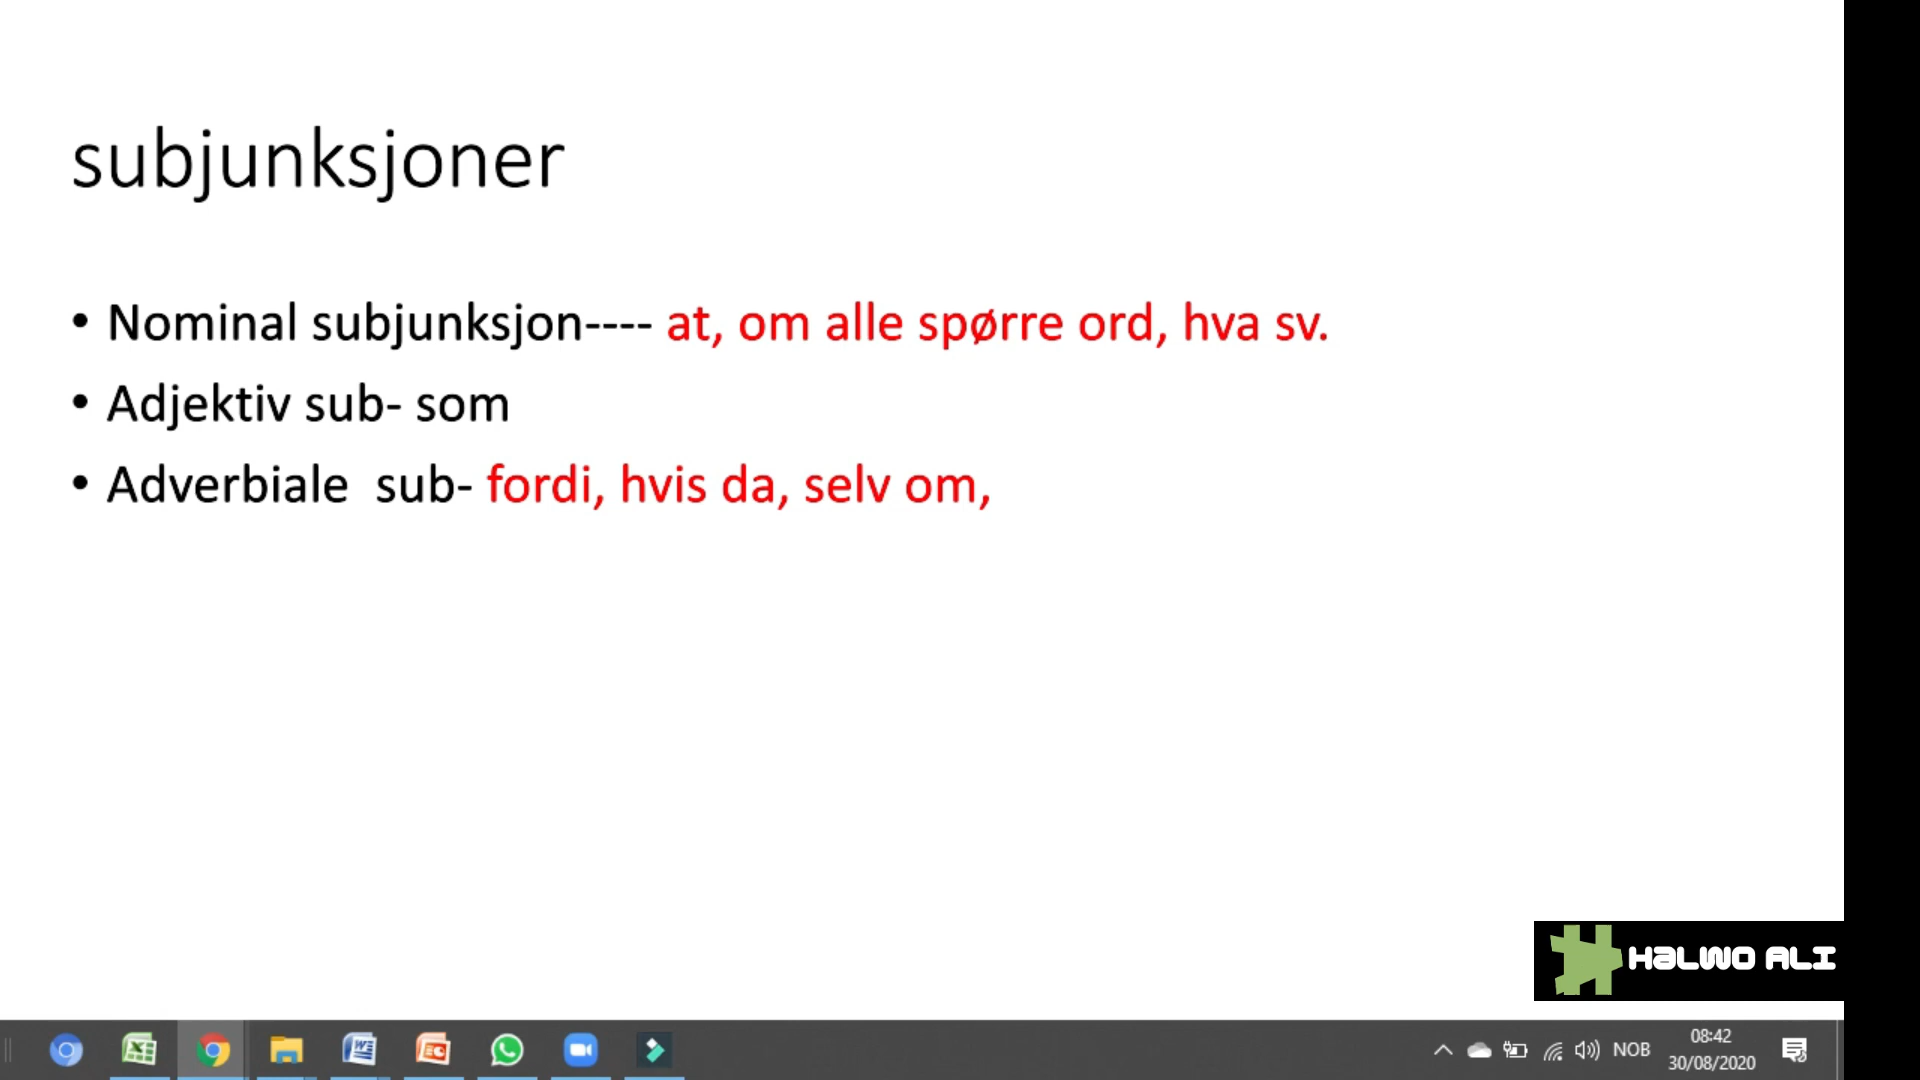 subjunksjoner
• Nominal subjunksjon---- at, om alle spørre ord, hva sv.
• Adjektiv sub- som
• Adverbiale  sub- fordi, hvis da, selv om,
HALWO ALI
NOB
08:42
30/08/2020